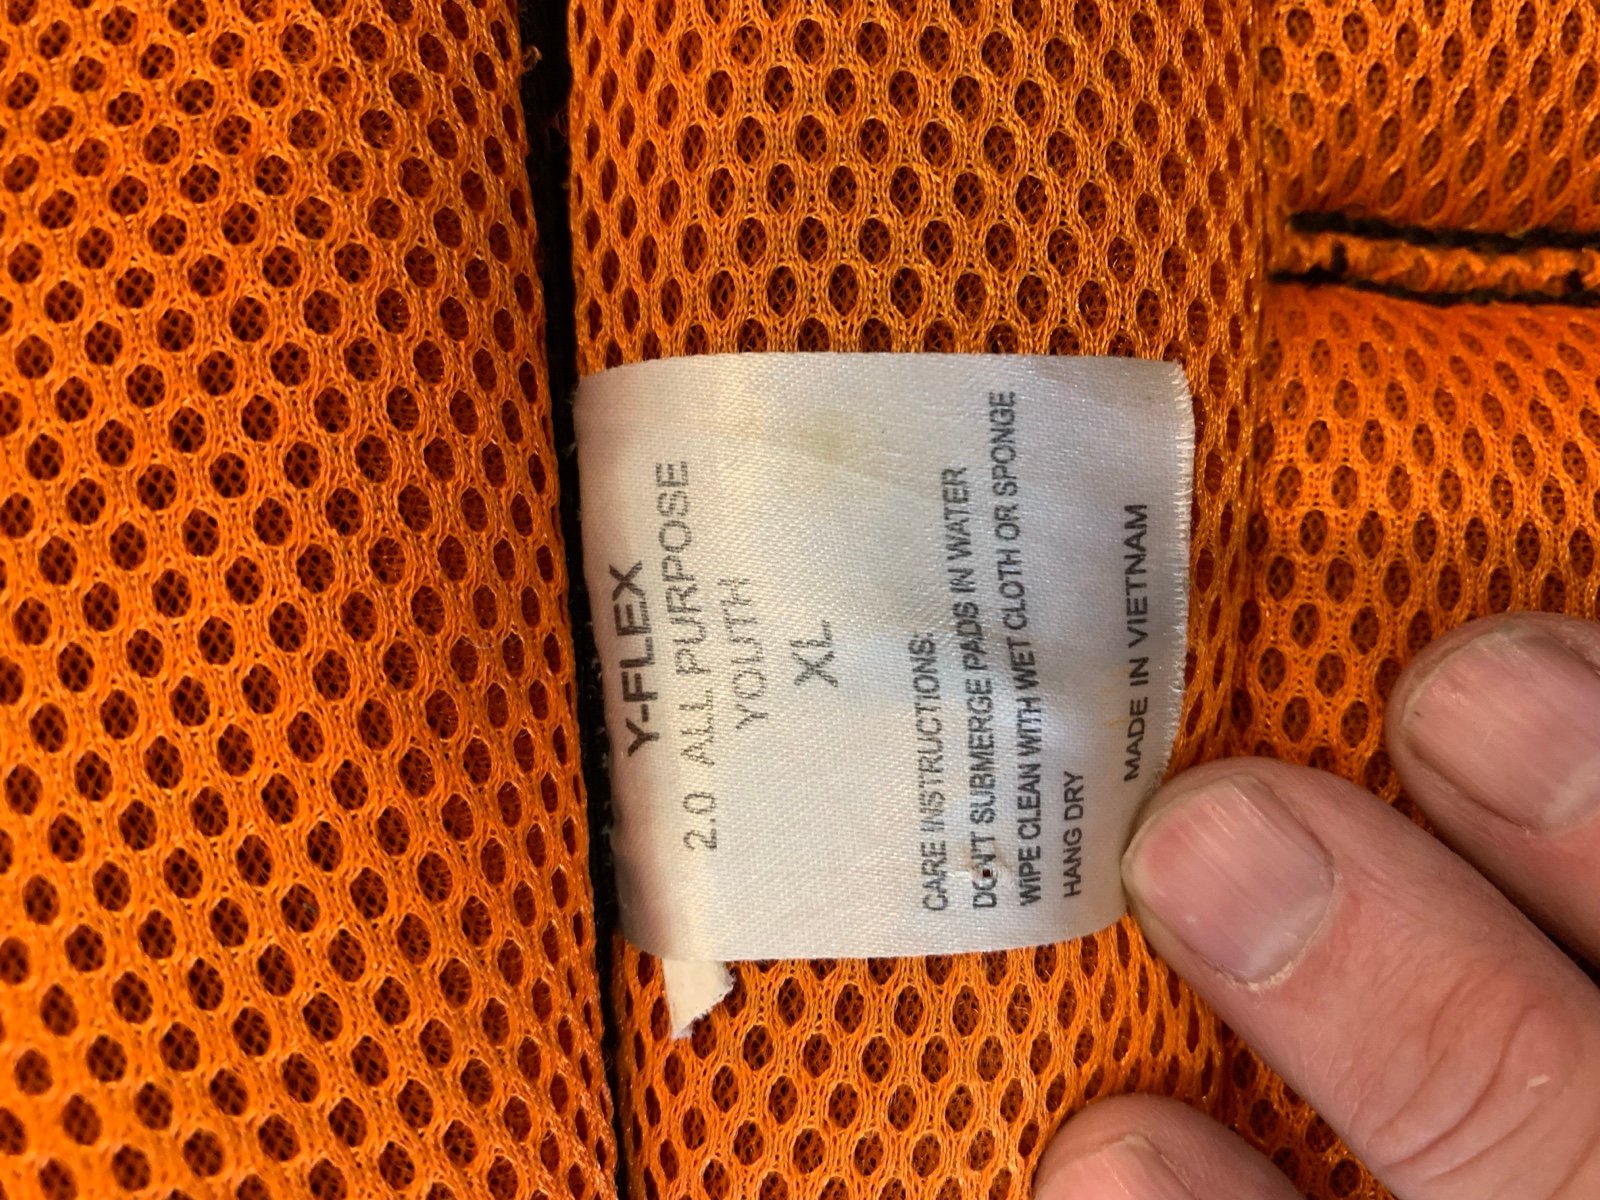 Y-FLEX
2.0 ALL PURPOSE
YOUTH
XL
CARE INSTRUCTIONS:
DON'T SUBMERGE PADS IN WATER
WIPE CLEAN WITH WET CLOTH OR SPONGE
HANG DRY
MADE IN VIETNAM